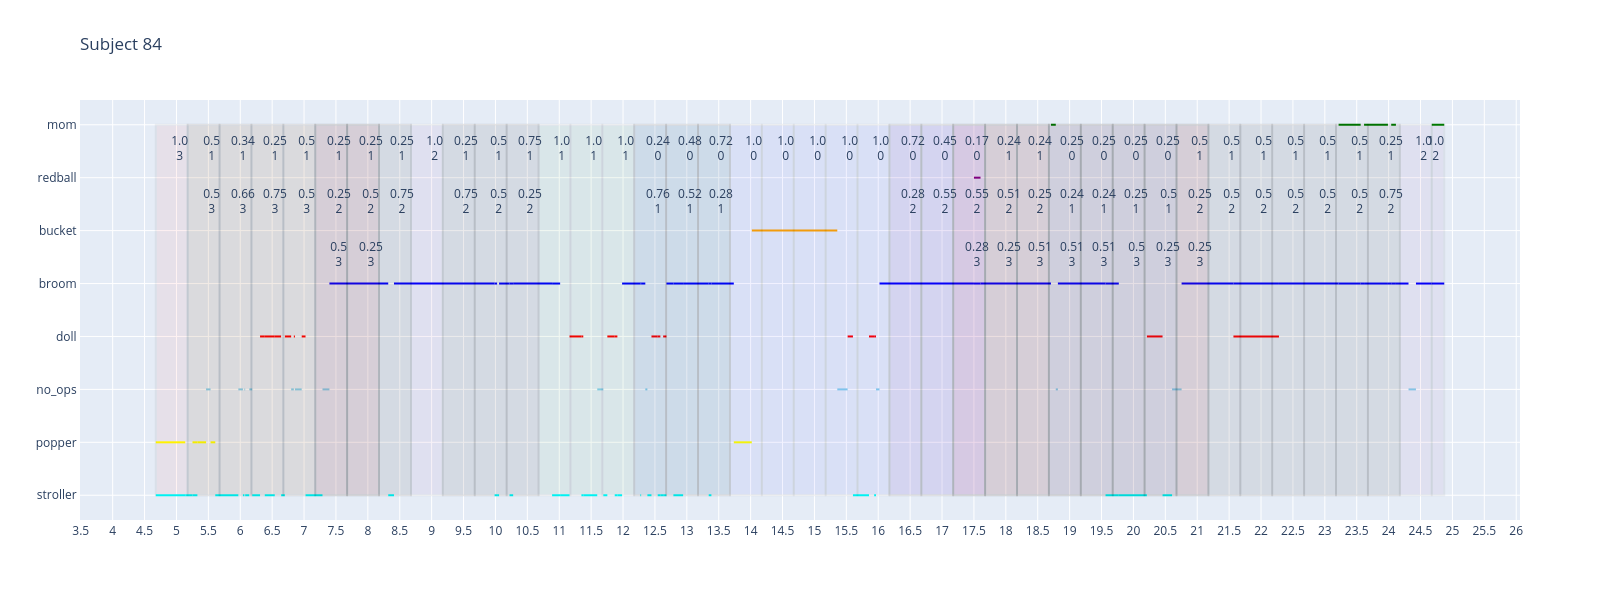 Subject 84
mom
1.0 0.5 0.34 0.25 0.5 0.25 0.25 0.25 1.0 0.25 0.5 0.75 1.0 1.0 1.0 0.24 0.48 0.72 1.0 1.0 1.0 1.0 1.0 0.72 0.45 0.17 0.24 0.24 0.25 0.25 0.25 0.25 0.5 0.5 0.5 0.5 0.5 0.5 0.25 1.0 1.0
3 1 1 1 1 1 1 1 2 1 1 1 1 1 1 0 0 0 0 0 0 0 0 0 0 0 1 1 0 0 0 0 1 1 1 1 1 1 1 2 2
redball
0.5 0.66 0.75 0.5 0.25 0.5 0.75 0.75 0.5 0.25 0.76 0.52 0.28 0.28 0.55 0.55 0.51 0.25 0.24 0.24 0.25 0.5 0.25 0.5 0.5 0.5 0.5 0.5 0.75
3 3 3 3 2 2 2 2 2 2 1 1 1 2 2 2 2 2 1 1 1 1 2 2 2 2 2 2 2
bucket
0.5 0.25 0.28 0.25 0.51 0.51 0.51 0.5 0.25 0.25
3 3 3 3 3 3 3 3 3 3
broom
doll
no_ops
popper
stroller
3.5 4 4.5 5 5.5 6 6.5 7 7.5 8 8.5 9 9.5 10 10.5 11 11.5 12 12.5 13 13.5 14 14.5 15 15.5 16 16.5 17 17.5 18 18.5 19 19.5 20 20.5 21 21.5 22 22.5 23 23.5 24 24.5 25 25.5 26